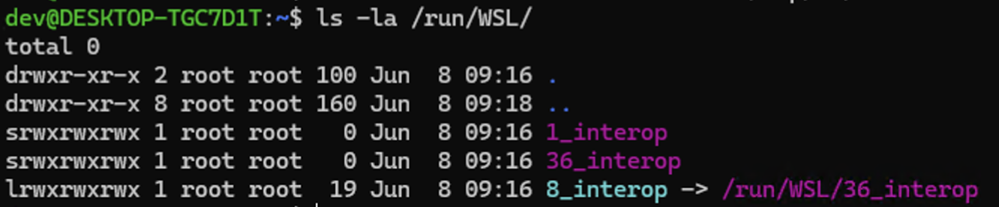 dev@DESKTOP-TGC7D1T:~$ ls -la /run/WSL/
total 0
drwxr-xr-x 2 root root 100 Jun  8 09:16 .
drwxr-xr-x 8 root root 160 Jun  8 09:18 ..
srwxrwxrwx 1 root root   0 Jun  8 09:16 1_interop
srwxrwxrwx 1 root root   0 Jun  8 09:16 36_interop
lrwxrwxrwx 1 root root  19 Jun  8 09:16 8_interop -> /run/WSL/36_interop